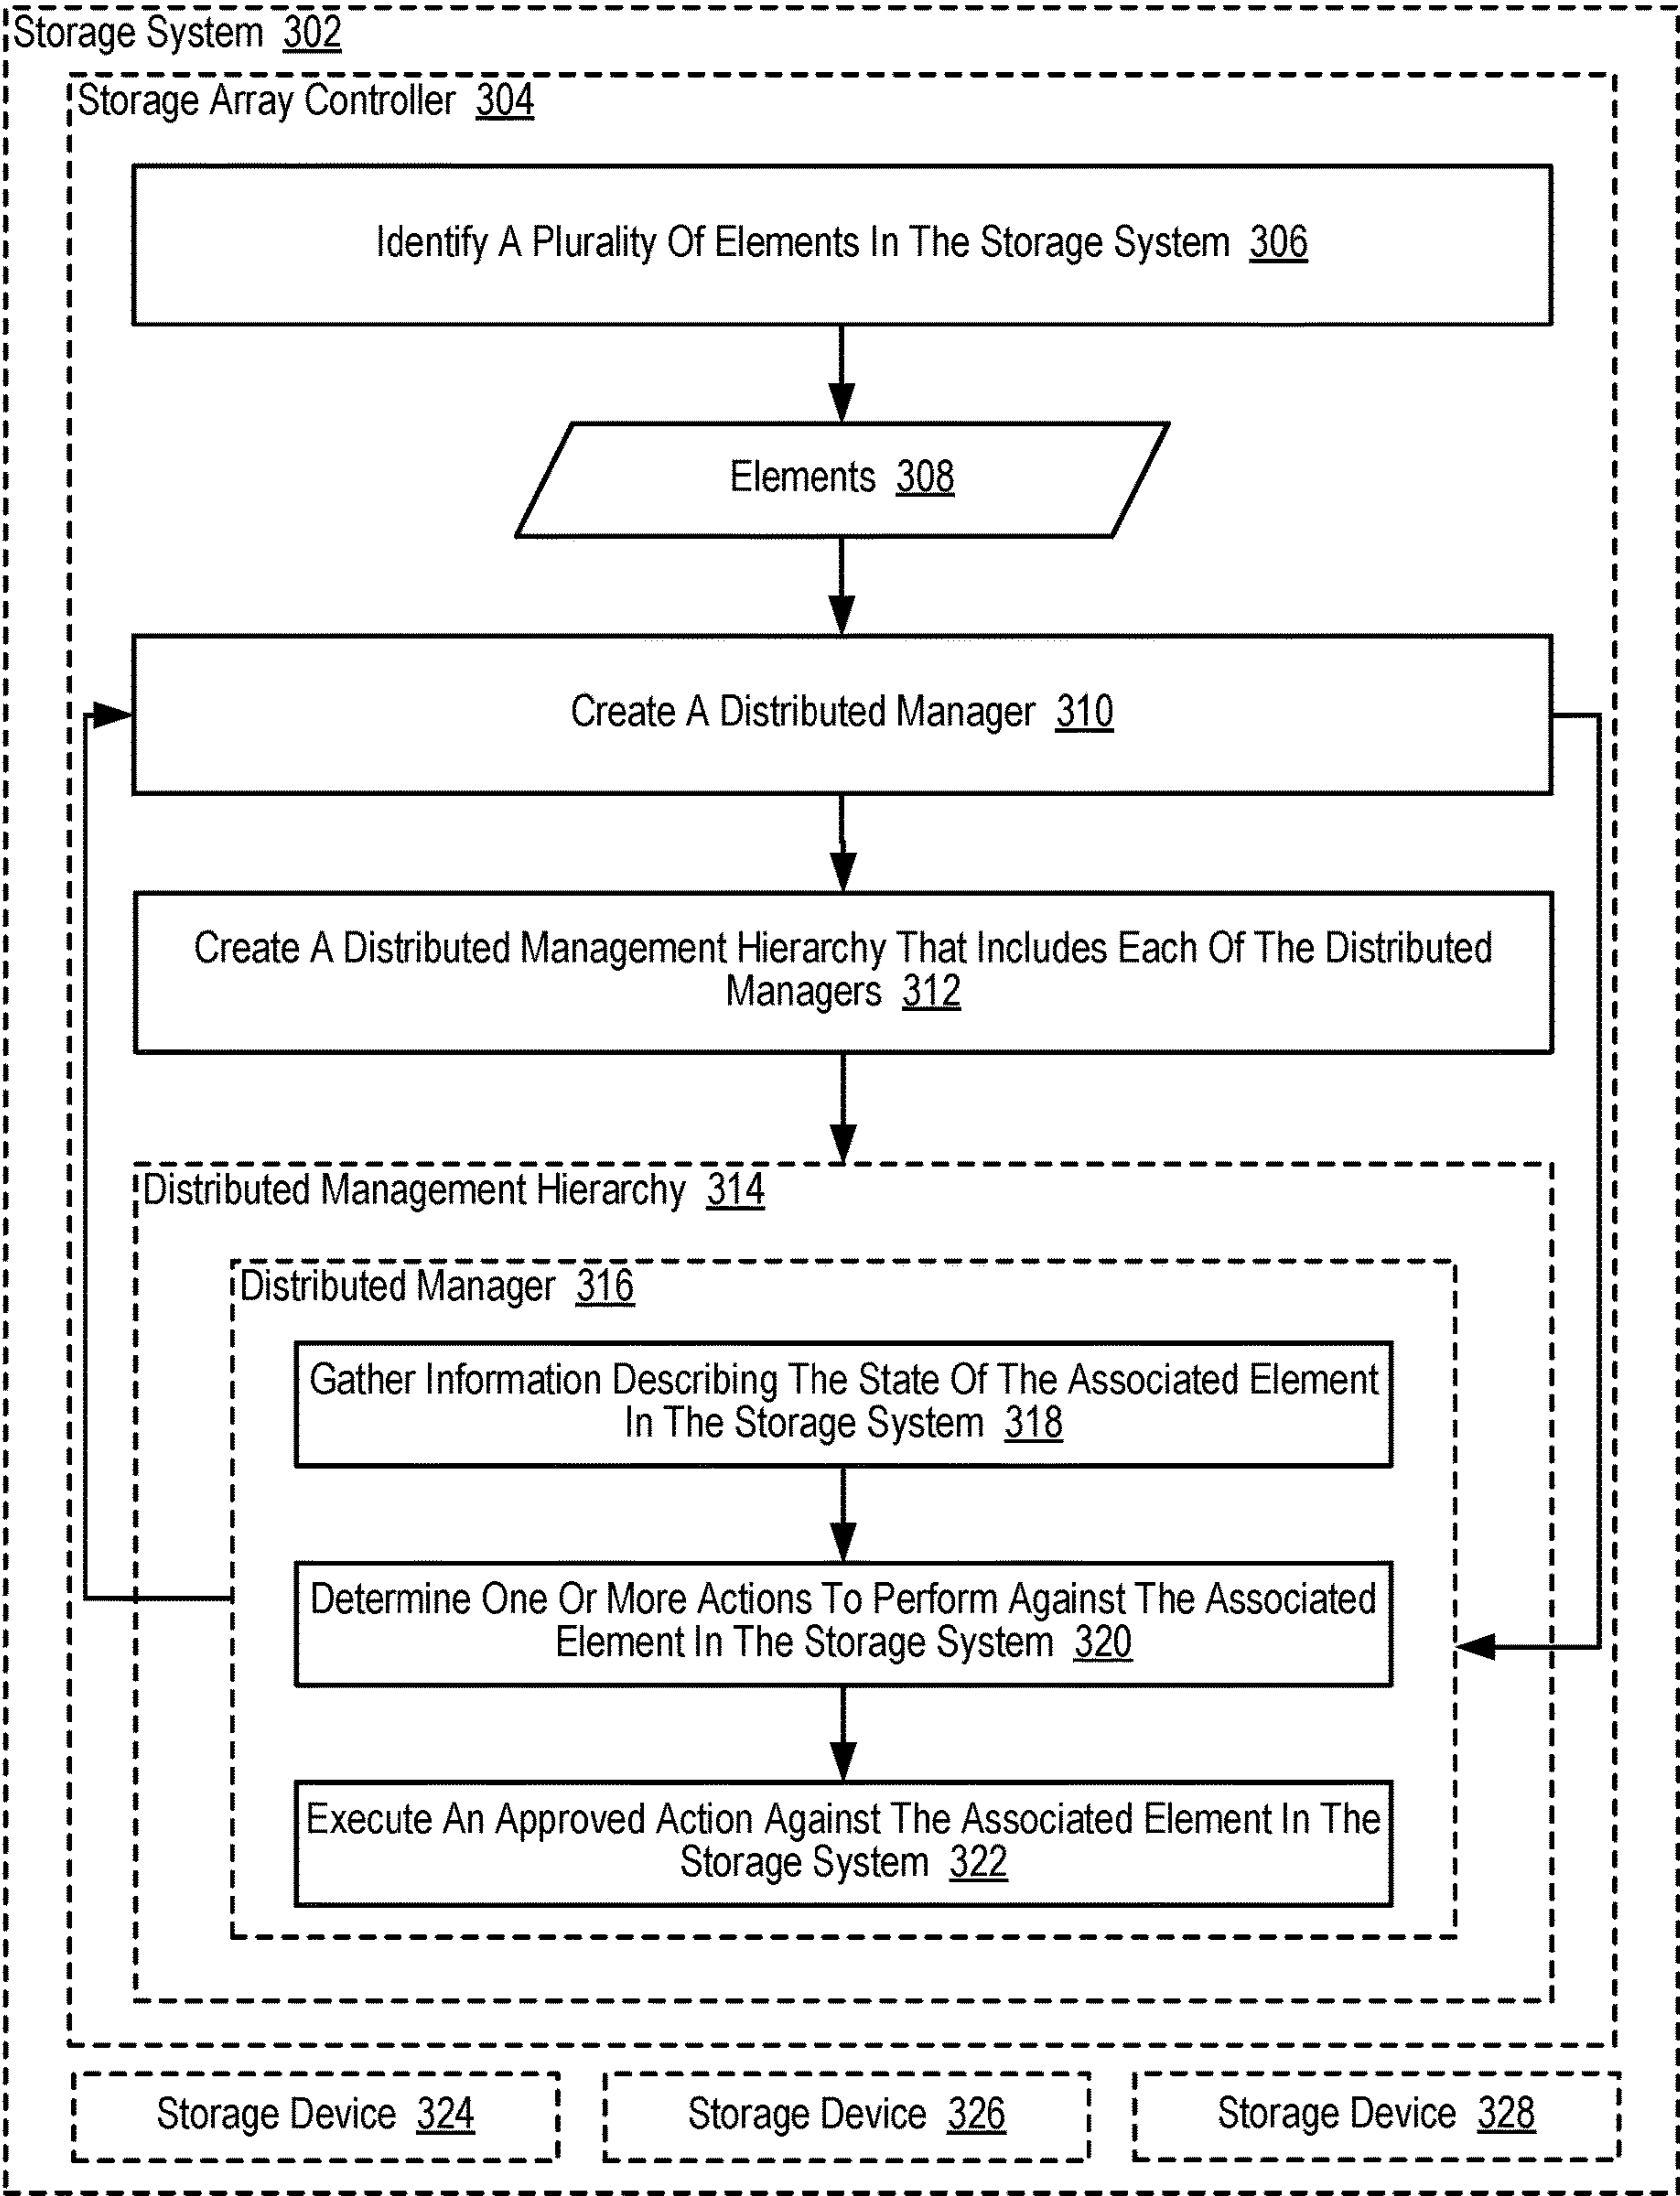 Storage System 302
Storage Array Controller 304
Identify A Plurality Of Elements In The Storage System 306
Elements 308
Create A Distributed Manager 310
Create A Distributed Management Hierarchy That Includes Each Of The Distributed
Managers 312
Distributed Management Hierarchy 314
Distributed Manager 316
Gather Information Describing The State Of The Associated Element
In The Storage System 318
Determine One Or More Actions To Perform Against The Associated
Element In The Storage System 320
Execute An Approved Action Against The Associated Element In The
Storage System 322
Storage Device 324
Storage Device 326
Storage Device 328